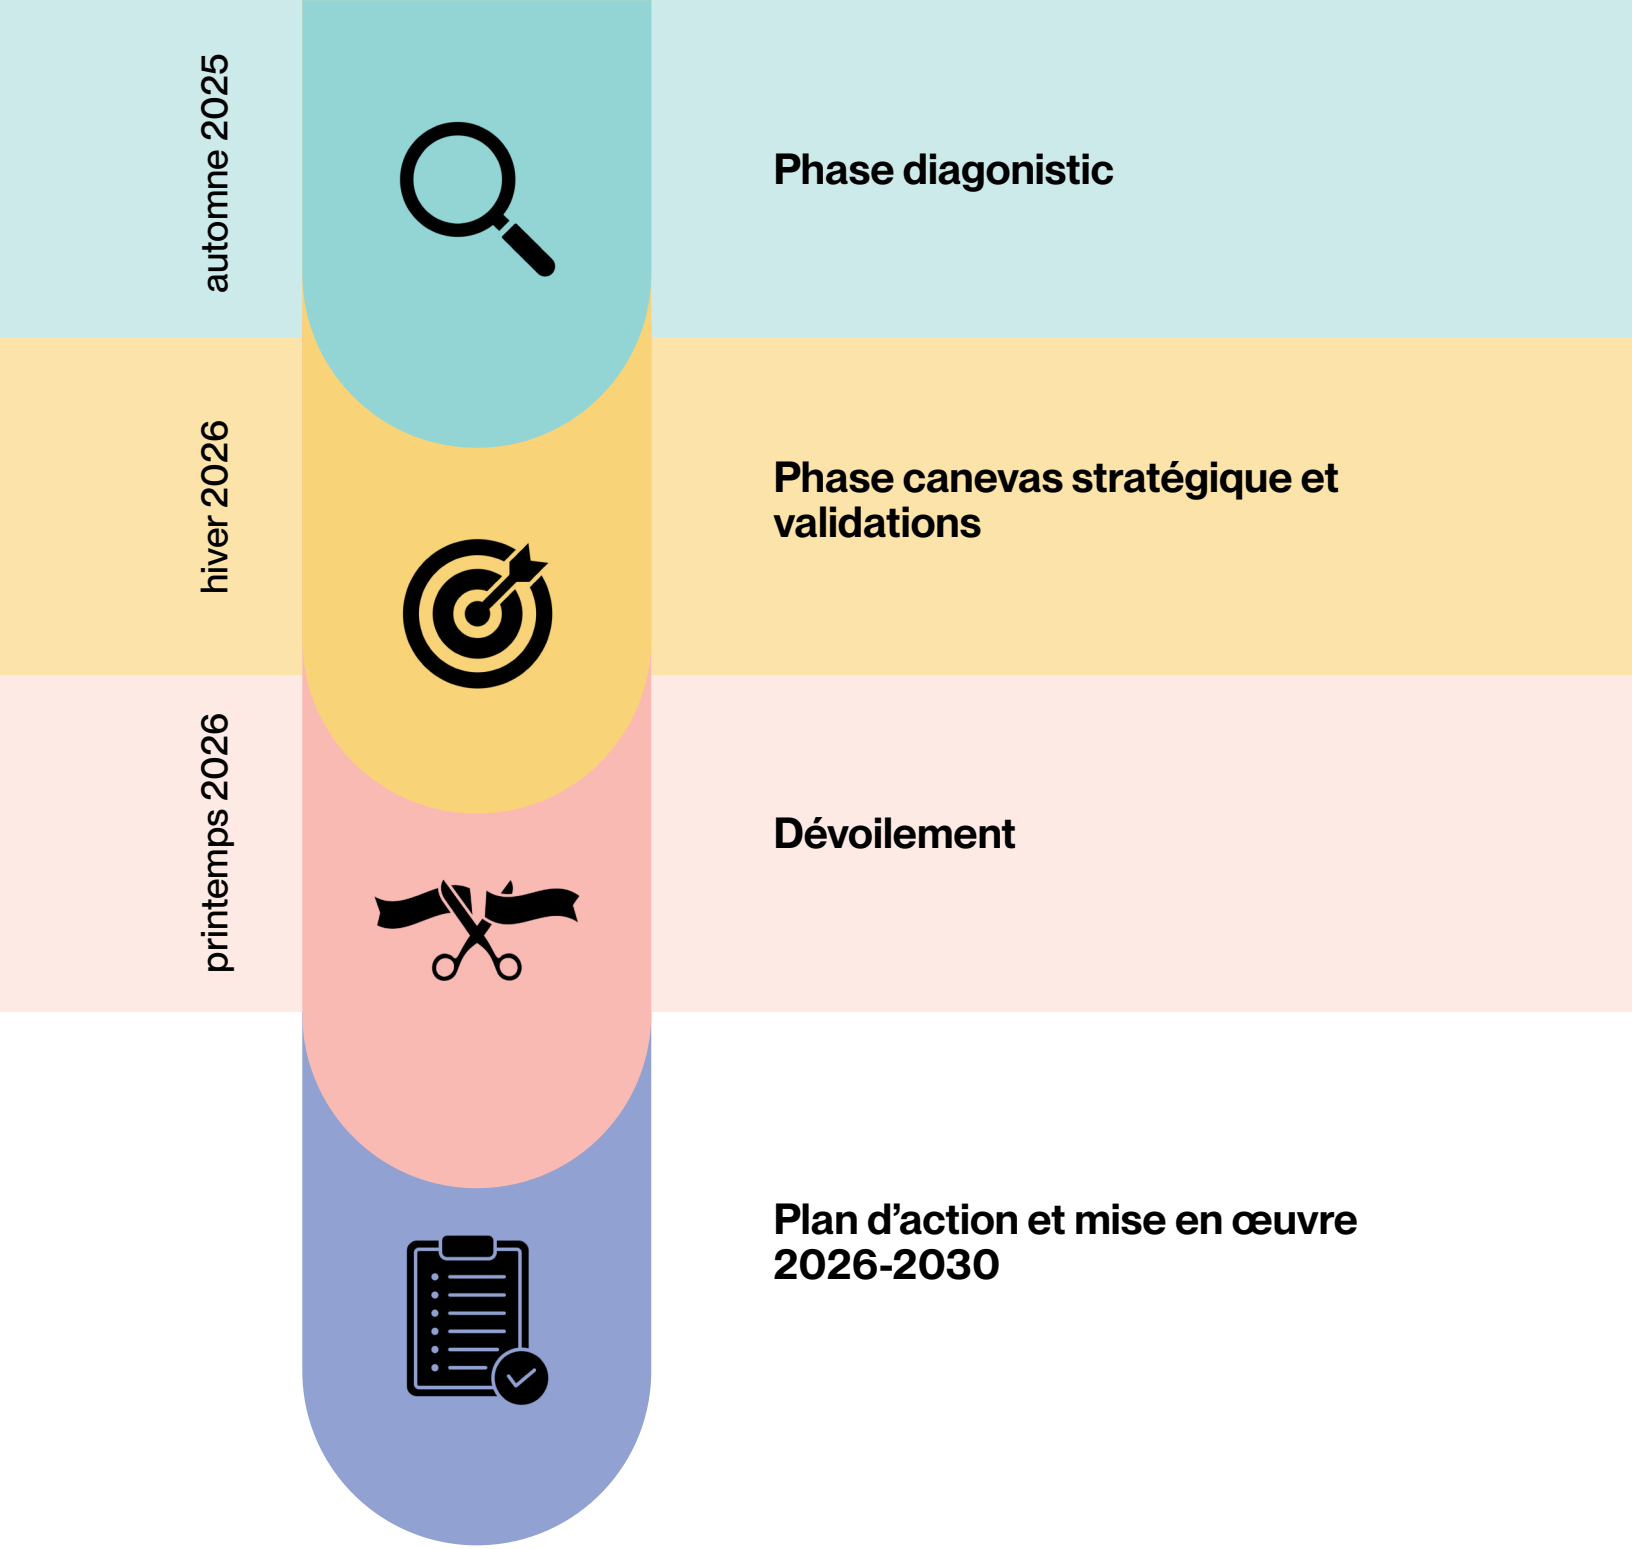 automne 2025
Phase diagonistic
hiver 2026
Phase canevas stratégique et
validations
printemps 2026
Dévoilement
Plan d’action et mise en œuvre
2026-2030